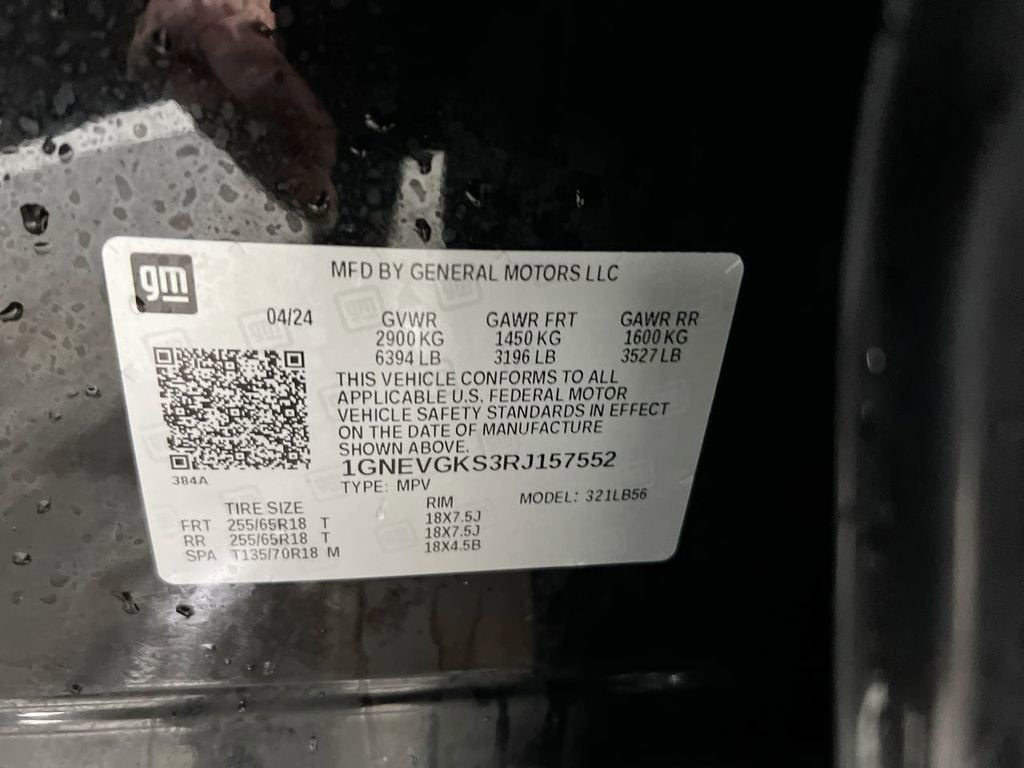 gm
MFD BY GENERAL MOTORS LLC
04/24 GVWR GAWR FRT GAWR RR
2900 KG 1450 KG 1600 KG
6394 LB 3196 LB 3527 LB
THIS VEHICLE CONFORMS TO ALL
APPLICABLE U.S. FEDERAL MOTOR
VEHICLE SAFETY STANDARDS IN EFFECT
ON THE DATE OF MANUFACTURE
SHOWN ABOVE.
1GNEVGKS3RJ157552
384A
TYPE: MPV MODEL: 321LB56
TIRE SIZE RIM
FRT 255/65R18 T 18X7.5J
RR 255/65R18 T 18X7.5J
SPA T135/70R18 M 18X4.5B